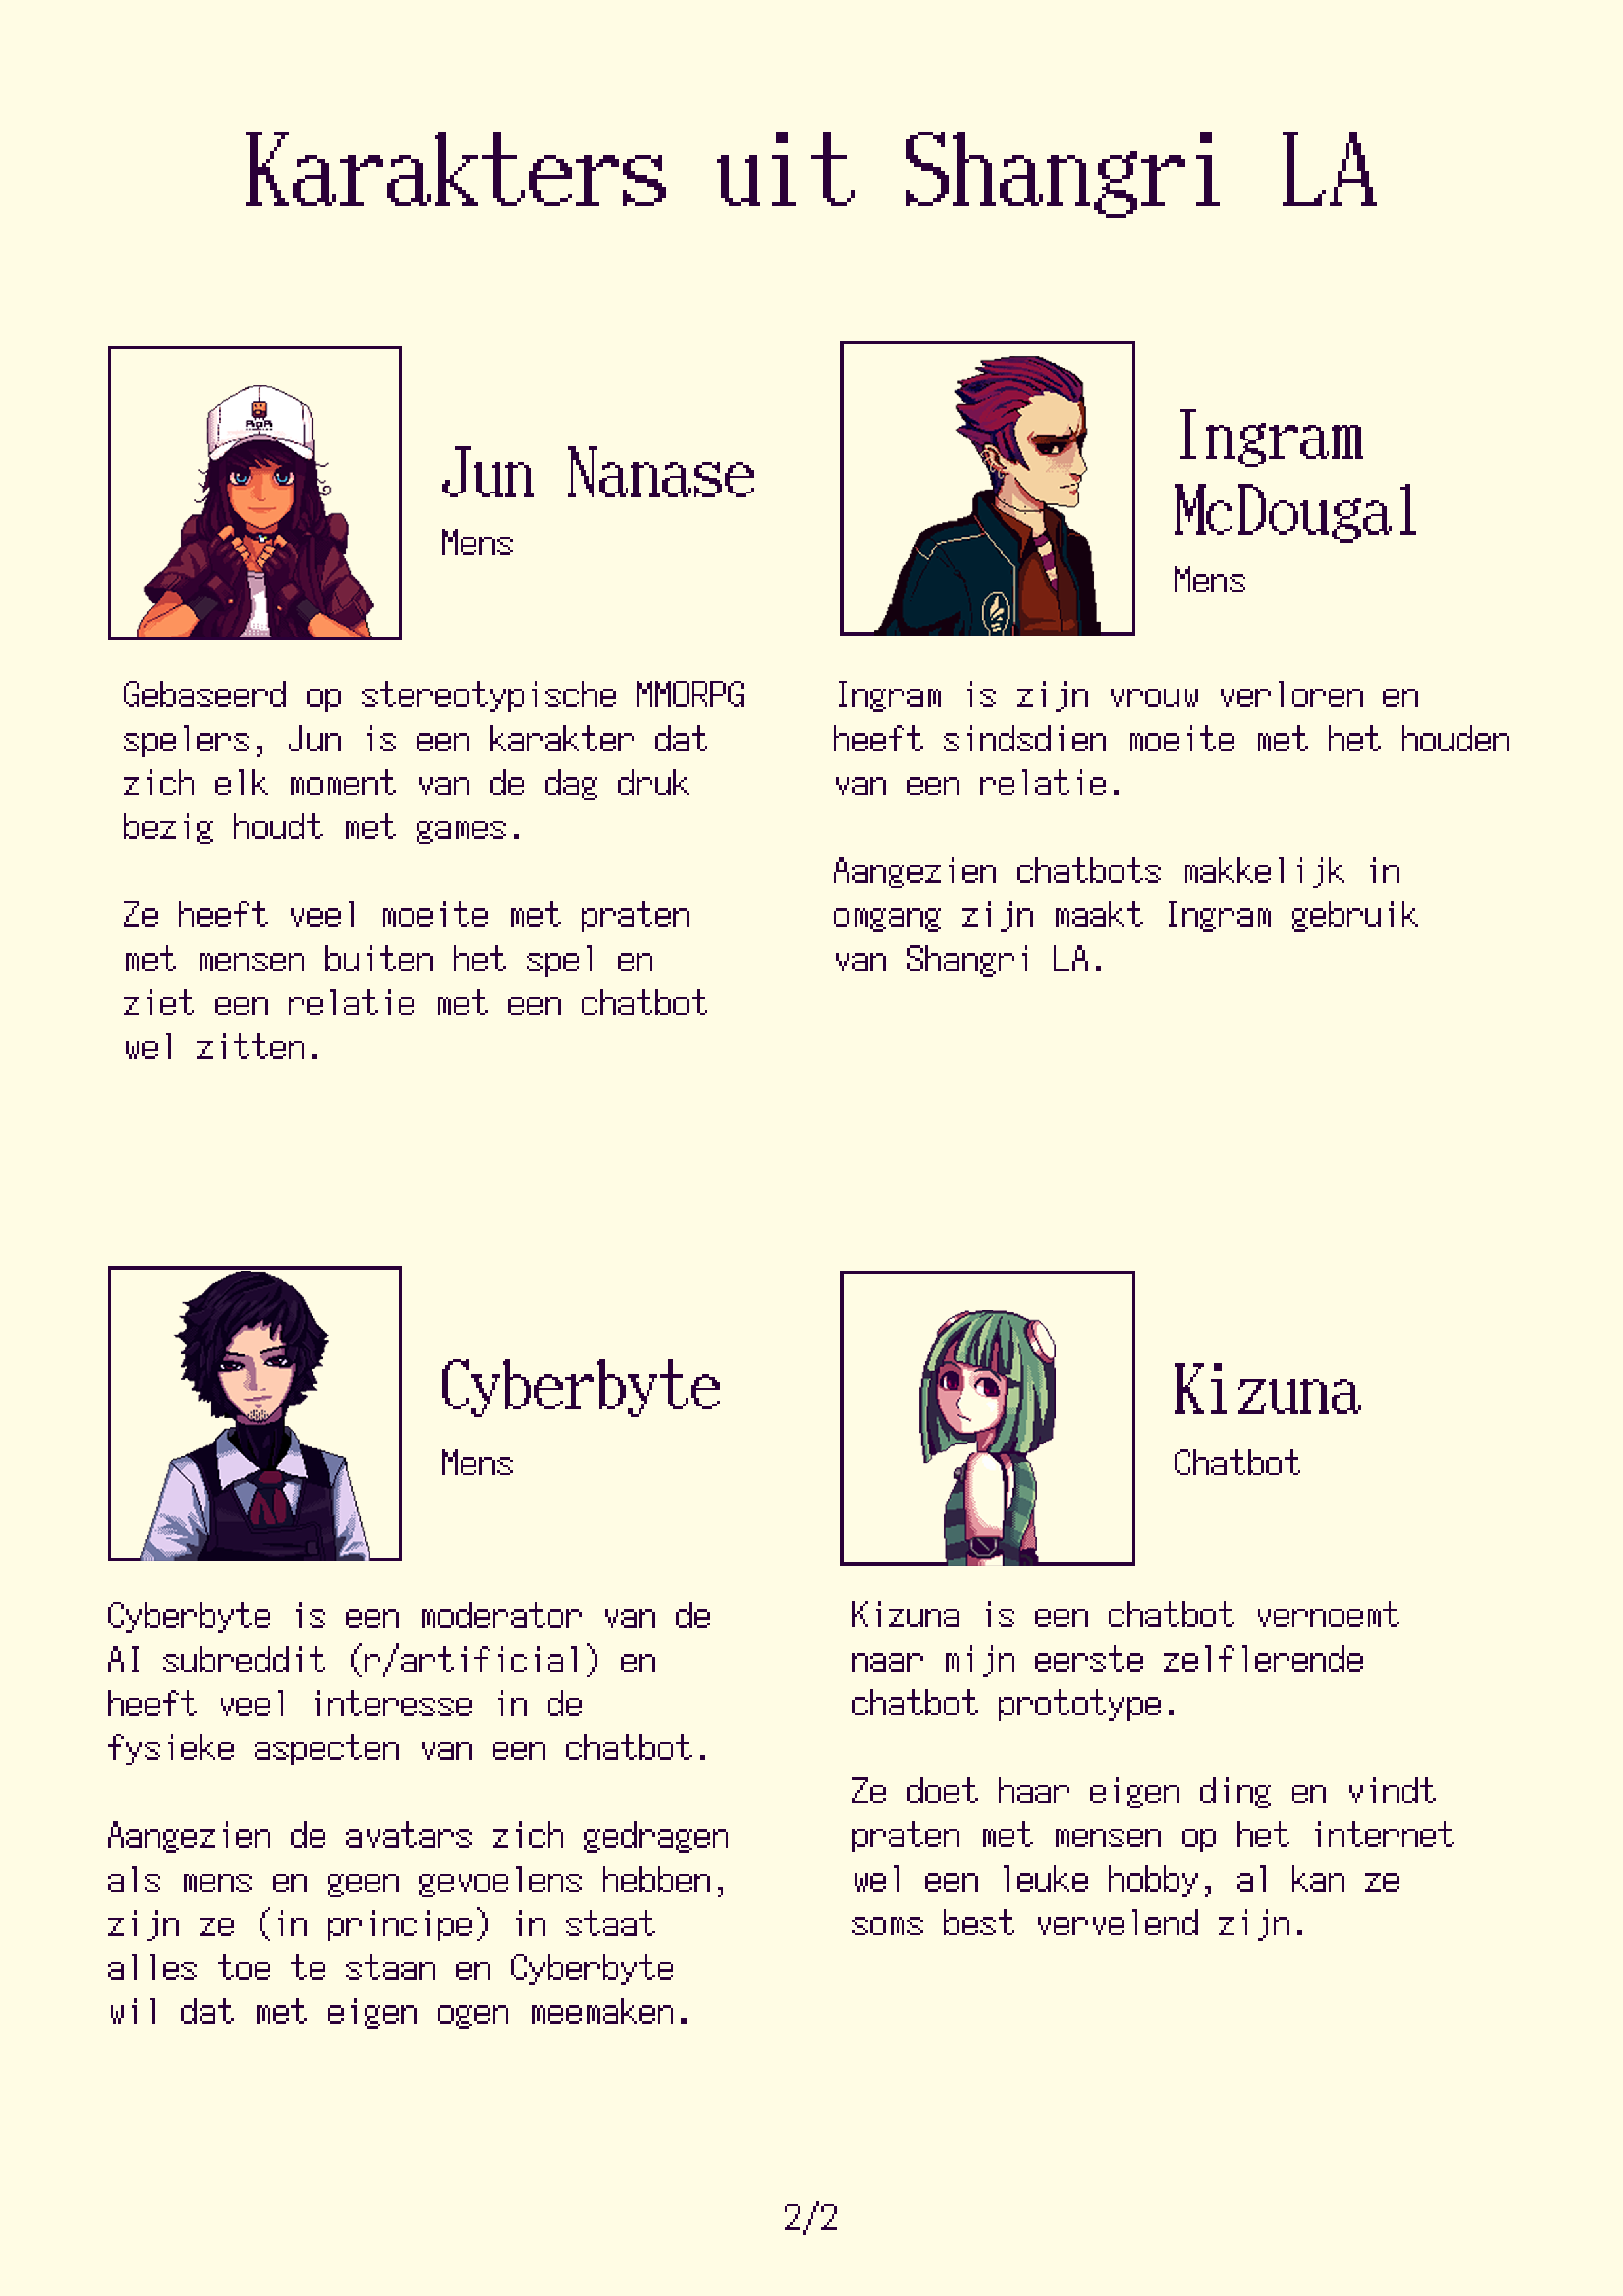 Karakters uit Shangri LA
Jun Nanase
Mens
Gebaseerd op stereotypische MMORPG
spelers, Jun is een karakter dat
zich elk moment van de dag druk
bezig houdt met games.
Ze heeft veel moeite met praten
met mensen buiten het spel en
ziet een relatie met een chatbot
wel zitten.
Ingram
McDougal
Mens
Ingram is zijn vrouw verloren en
heeft sindsdien moeite met het houden
van een relatie.
Aangezien chatbots makkelijk in
omgang zijn maakt Ingram gebruik
van Shangri LA.
Cyberbyte
Mens
Cyberbyte is een moderator van de
AI subreddit (r/artificial) en
heeft veel interesse in de
fysieke aspecten van een chatbot.
Aangezien de avatars zich gedragen
als mens en geen gevoelens hebben,
zijn ze (in principe) in staat
alles toe te staan en Cyberbyte
wil dat met eigen ogen meemaken.
Kizuna
Chatbot
Kizuna is een chatbot vernoemt
naar mijn eerste zelflerende
chatbot prototype.
Ze doet haar eigen ding en vindt
praten met mensen op het internet
wel een leuke hobby, al kan ze
soms best vervelend zijn.
2/2